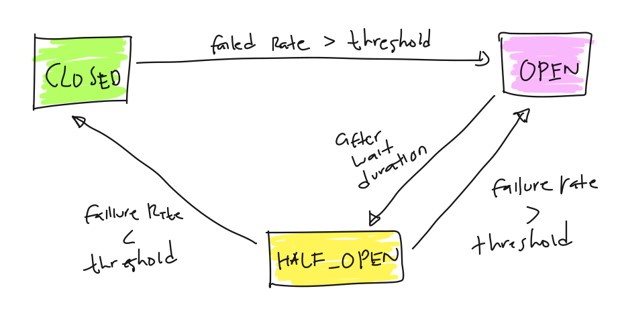 failed Rate > threshold
CLOSED
OPEN
after
wait
duration
failure rate
>
threshold
failure Rate
<
threshold
HALF_OPEN